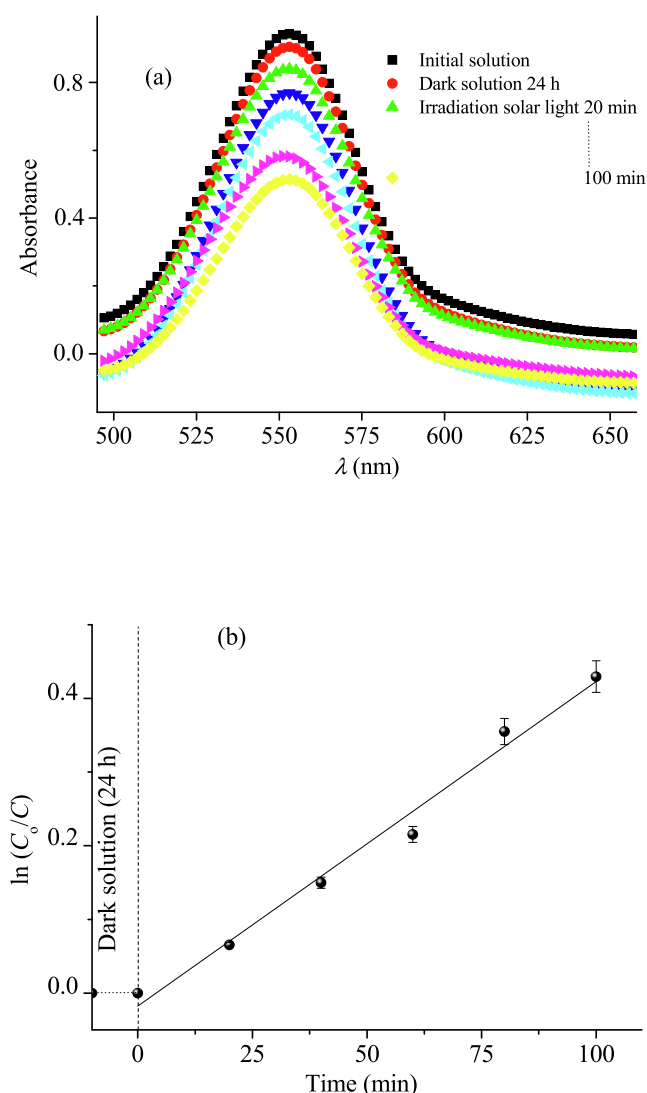 (a)
Initial solution
Dark solution 24 h
Irradiation solar light 20 min
100 min
Absorbance
0.8
0.4
0.0
500 525 550 575 600 625 650
λ (nm)
(b)
ln (Co/C)
0.4
0.2
0.0
Dark solution (24 h)
0 25 50 75 100
Time (min)